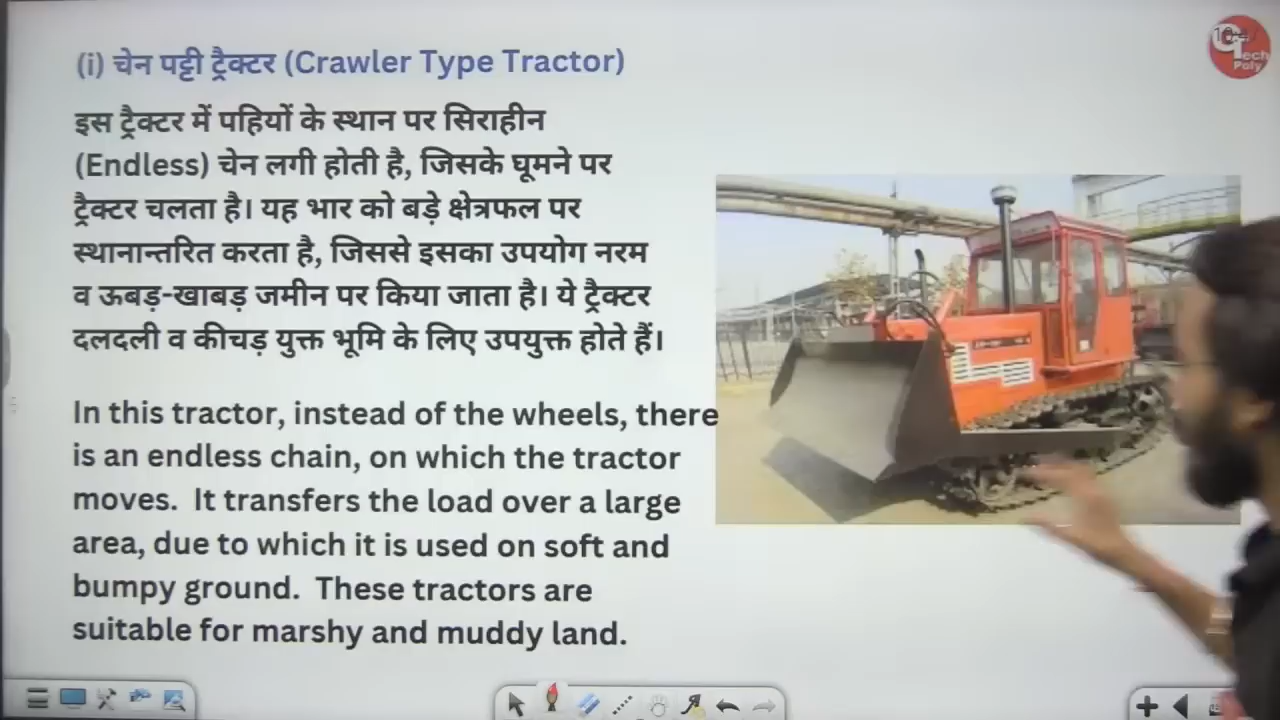 (i) चेन पट्टी ट्रैक्टर (Crawler Type Tractor)
इस ट्रैक्टर में पहियों के स्थान पर सिराहीन
(Endless) चेन लगी होती है, जिसके घूमने पर
ट्रैक्टर चलता है। यह भार को बड़े क्षेत्रफल पर
स्थानान्तरित करता है, जिससे इसका उपयोग नरम
व ऊबड़-खाबड़ जमीन पर किया जाता है। ये ट्रैक्टर
दलदली व कीचड़ युक्त भूमि के लिए उपयुक्त होते हैं।
In this tractor, instead of the wheels, there
is an endless chain, on which the tractor
moves. It transfers the load over a large
area, due to which it is used on soft and
bumpy ground. These tractors are
suitable for marshy and muddy land.
Tech
Poly